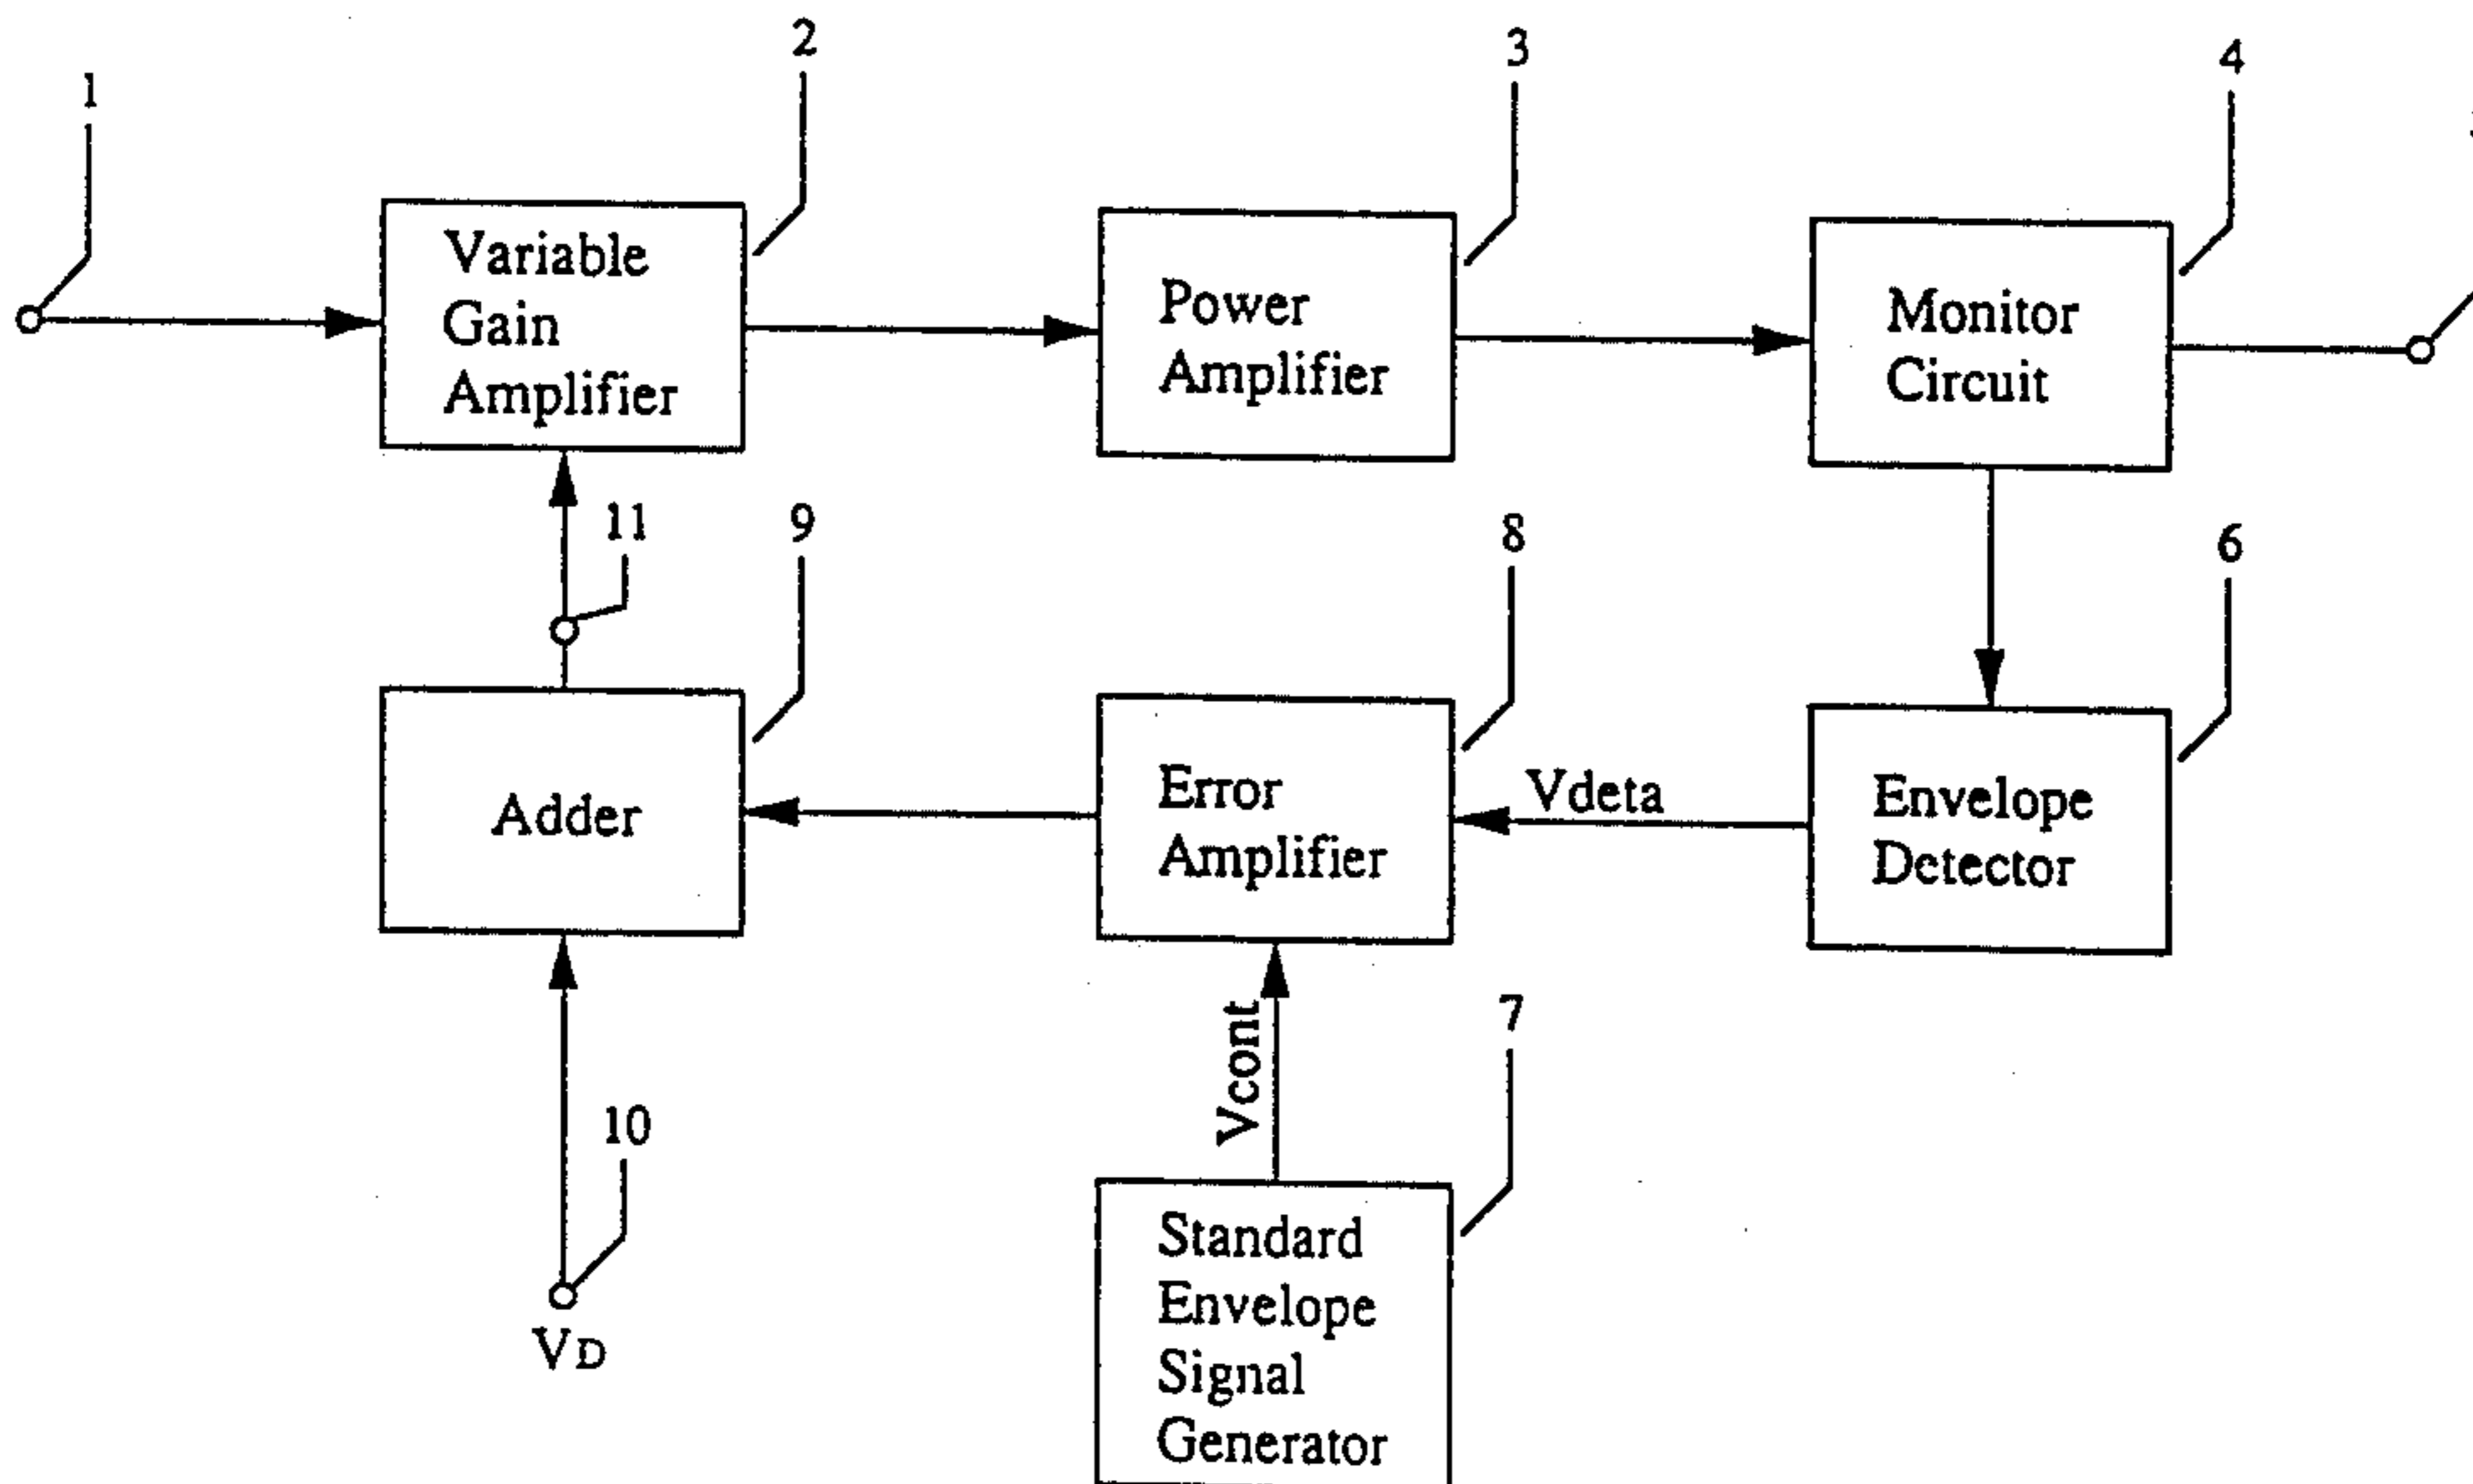 1
2
3
4
Variable
Gain
Amplifier
Power
Amplifier
Monitor
Circuit
11
9
8
6
Adder
Error
Amplifier
Vdeta
Envelope
Detector
Vcont
7
10
VD
Standard
Envelope
Signal
Generator